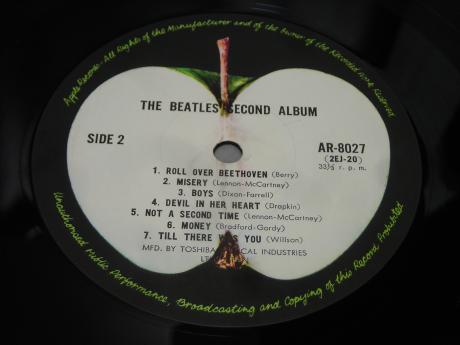 Apple Records · All Rights of the Manufacturer and of the Owner of the Recorded Work Reserved
THE BEATLES SECOND ALBUM
SIDE 2
AR-8027
(2EJ-20)
33⅓ r. p. m.
1. ROLL OVER BEETHOVEN (Berry)
2. MISERY (Lennon-McCartney)
3. BOYS (Dixon-Farrell)
4. DEVIL IN HER HEART (Drapkin)
5. NOT A SECOND TIME (Lennon-McCartney)
6. MONEY (Bradford-Gordy)
7. TILL THERE WAS YOU (Willson)
MFD. BY TOSHIBA MUSICAL INDUSTRIES
Unauthorised Public Performance, Broadcasting and Copying of this Record Prohibited